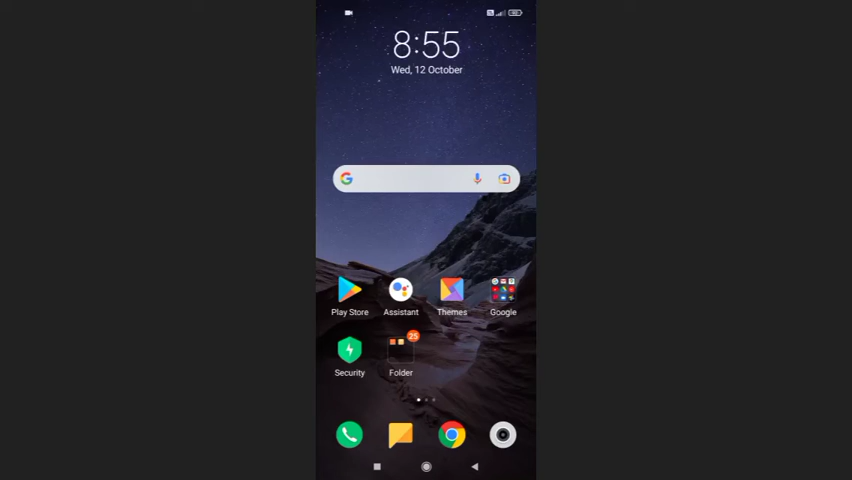 8:55
Wed, 12 October
Play Store
Assistant
Themes
Google
25
Security
Folder